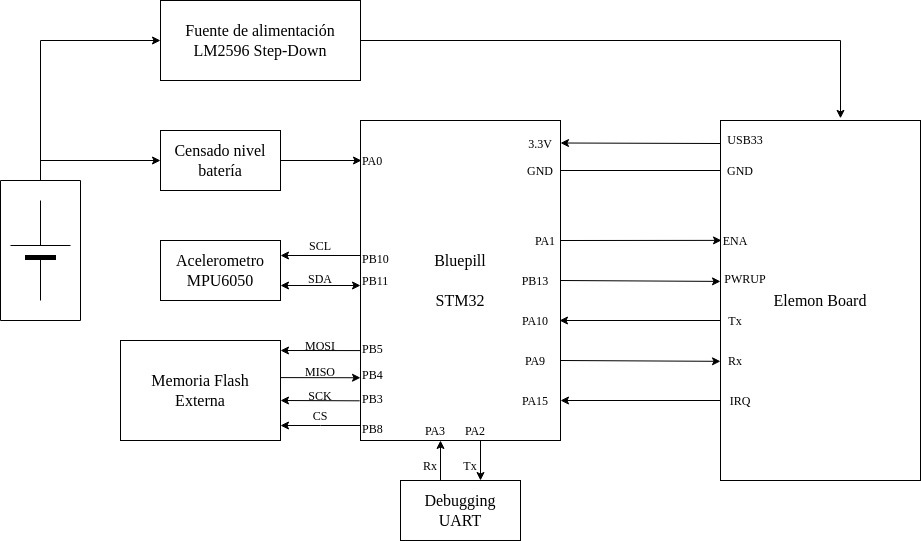 Fuente de alimentación
LM2596 Step-Down
Censado nivel
batería
PA0
Acelerometro
MPU6050
SCL
SDA
PB10
PB11
Memoria Flash
Externa
MOSI
MISO
SCK
CS
PB5
PB4
PB3
PB8
Bluepill
STM32
3.3V
GND
PA1
PB13
PA10
PA9
PA15
PA3
PA2
Rx
Tx
Debugging
UART
USB33
GND
ENA
PWRUP
Elemon Board
Tx
Rx
IRQ